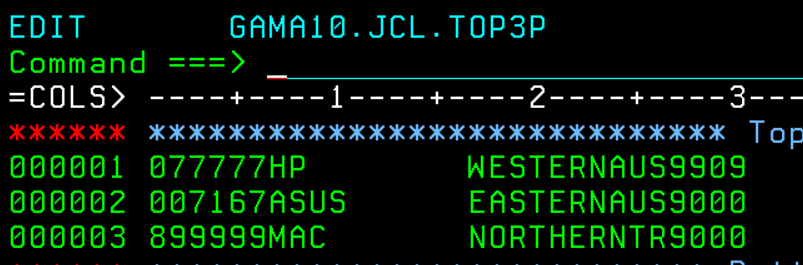 EDIT       GAMA10.JCL.TOP3P
Command ===> _
=COLS> ----+----1----+----2----+----3---
****** ***************************** Top
000001 077777HP        WESTERNAUS9909
000002 007167ASUS      EASTERNAUS9000
000003 899999MAC       NORTHERNTR9000